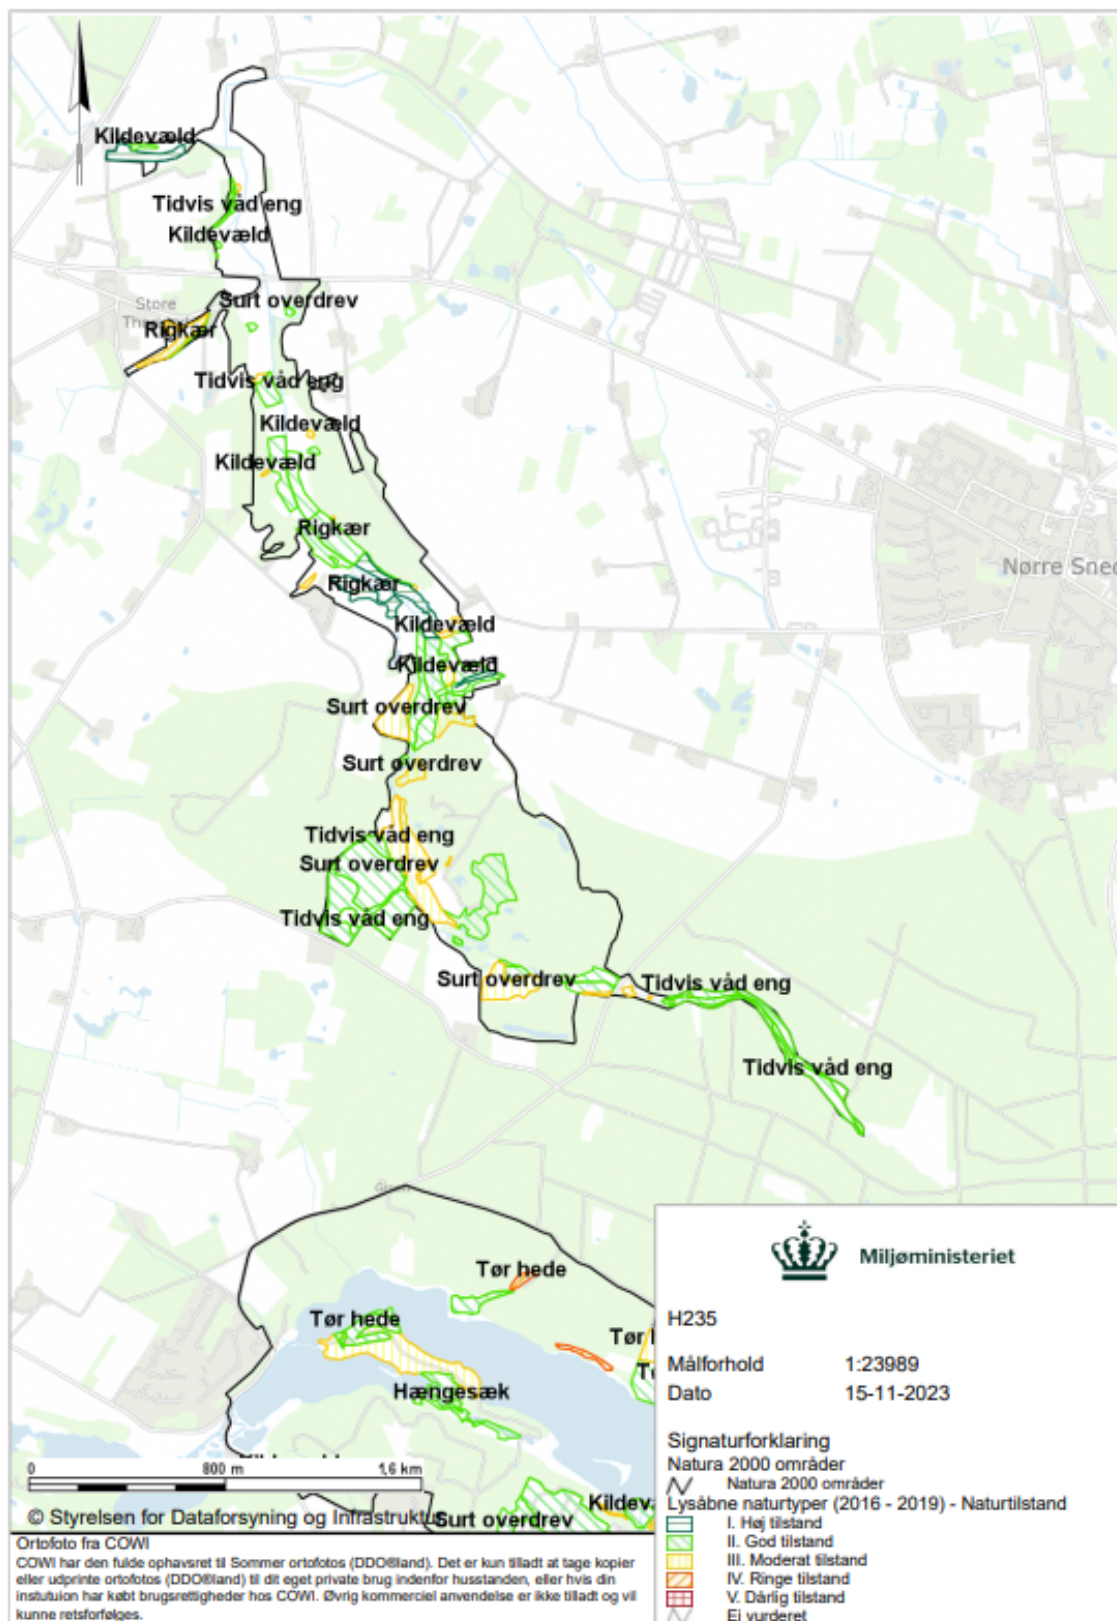 Kildevæld
Tidvis våd eng
Kildevæld
Surt overdrev
Store
Rigkær
Tidvis våd eng
Kildevæld
Kildevæld
Rigkær
Rigkær
Nørre Sned
Kildevæld
Kildevæld
Surt overdrev
Surt overdrev
Tidvis våd eng
Surt overdrev
Tidvis våd eng
Surt overdrev
Tidvis våd eng
Tidvis våd eng
Tør hede
Tør hede
Tør
Hængesæk
Surt overdrev
0 800 m 1,6 km
© Styrelsen for Dataforsyning og Infrastruktur
Miljøministeriet
H235
Målforhold 1:23989
Dato 15-11-2023
Signaturforklaring
Natura 2000 områder
Natura 2000 områder
Lysåbne naturtyper (2016 - 2019) - Naturtilstand
I. Høj tilstand
II. God tilstand
III. Moderat tilstand
IV. Ringe tilstand
V. Dårlig tilstand
Ej vurderet
Ortofoto fra COWI
COWI har den fulde ophavsret til Sommer ortofotos (DDO®land). Det er kun tilladt at tage kopier
eller udprinte ortofotos (DDO®land) til dit eget private brug indenfor husstanden, eller hvis din
instutuion har købt brugsrettigheder hos COWI. Øvrig kommerciel anvendelse er ikke tilladt og vil
kunne retsforfølges.